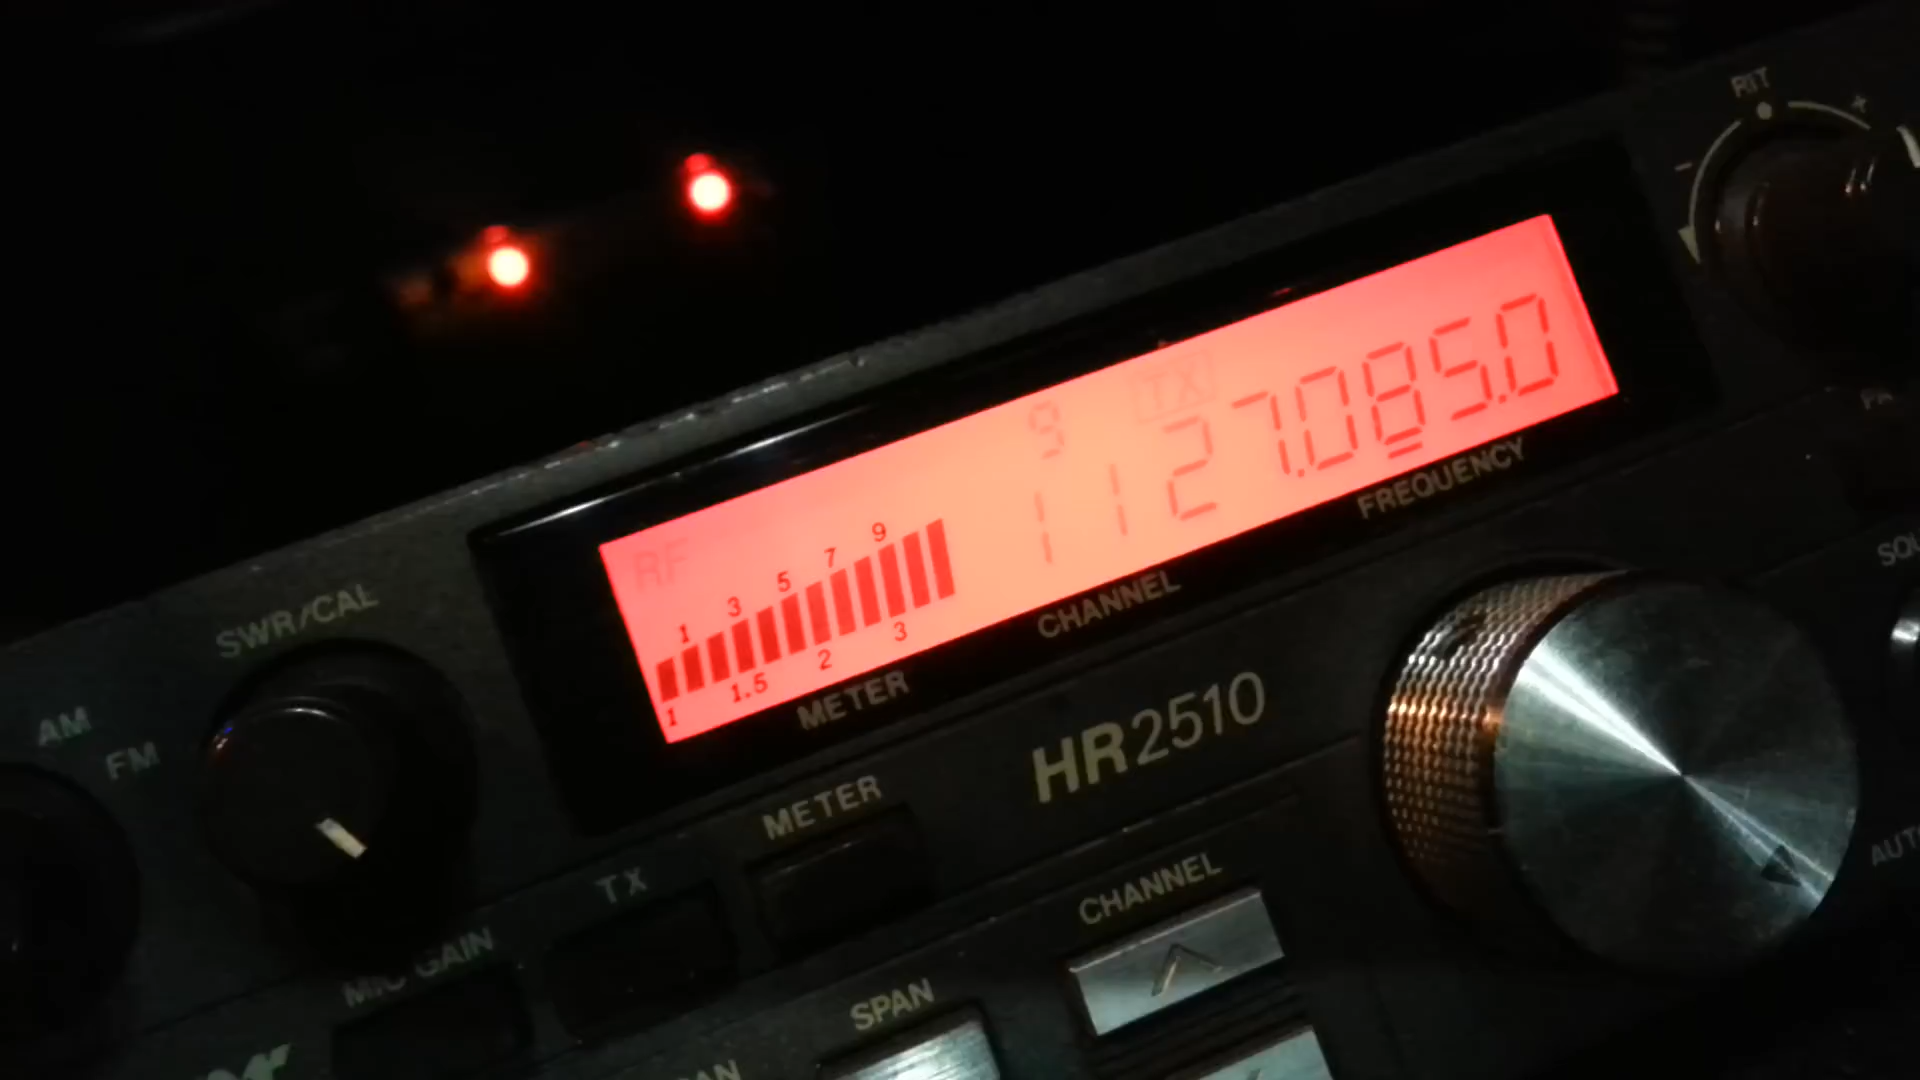 RIT
- +
TX
9
11 27.085.0
RF
1 3 5 7 9
1 1.5 2 3
FREQUENCY
CHANNEL
METER
SWR/CAL
AM
FM
HR2510
METER
TX
MIC GAIN
CHANNEL
SPAN